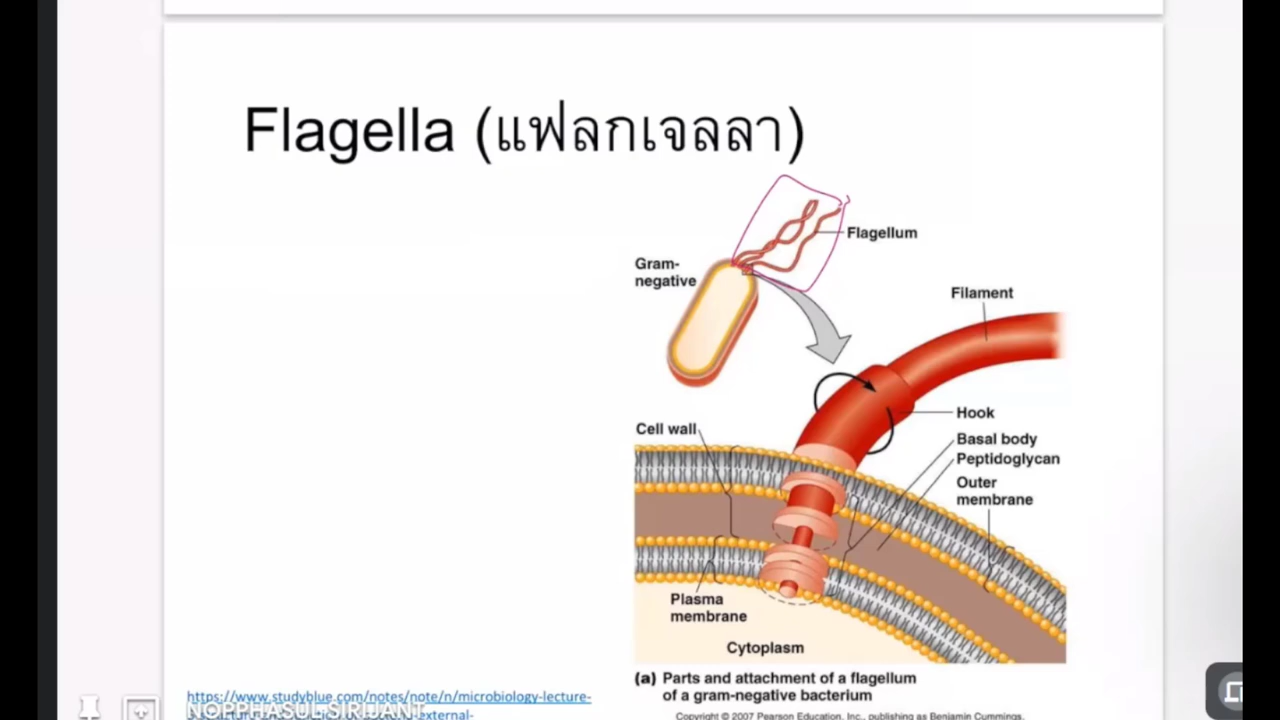 Flagella (แฟลกเจลลา)
Flagellum
Gram-
negative
Filament
Hook
Cell wall
Basal body
Peptidoglycan
Outer
membrane
Plasma
membrane
Cytoplasm
(a) Parts and attachment of a flagellum
of a gram-negative bacterium
https://www.studyblue.com/notes/note/n/microbiology-lecture-
NOPPHASUL SIRIJANT
external-
Copyright © 2007 Pearson Education, Inc., publishing as Benjamin Cummings.